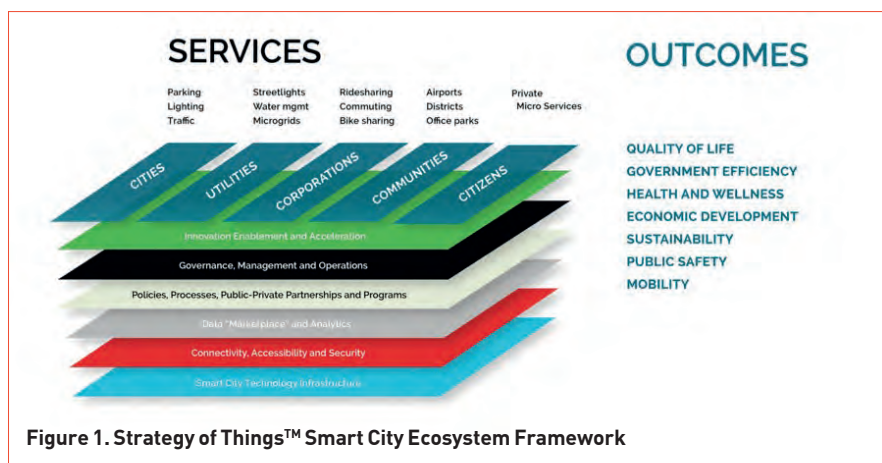 SERVICES
Parking
Lighting
Traffic
Streetlights
Water mgmt
Microgrids
Ridesharing
Commuting
Bike sharing
Airports
Districts
Office parks
Private
Micro Services
CITIES
UTILITIES
CORPORATIONS
COMMUNITIES
CITIZENS
Innovation Enablement and Acceleration
Governance, Management and Operations
Policies, Processes, Public-Private Partnerships and Programs
Data "Marketplace" and Analytics
Connectivity, Accessibility and Security
Smart City Technology Infrastructure
OUTCOMES
QUALITY OF LIFE
GOVERNMENT EFFICIENCY
HEALTH AND WELLNESS
ECONOMIC DEVELOPMENT
SUSTAINABILITY
PUBLIC SAFETY
MOBILITY
Figure 1. Strategy of Things™ Smart City Ecosystem Framework